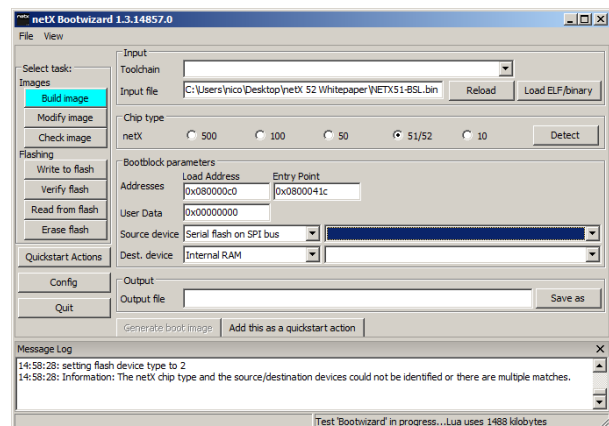 netX Bootwizard 1.3.14857.0
File View
Select task:
Images
Build image
Modify image
Check image
Flashing
Write to flash
Verify flash
Read from flash
Erase flash
Quickstart Actions
Config
Quit
Input
Toolchain
Input file C:\Users\nico\Desktop\netX 52 Whitepaper\NETX51-BSL.bin Reload Load ELF/binary
Chip type
netX 500 100 50 51/52 10 Detect
Bootblock parameters
Load Address Entry Point
Addresses 0x080000c0 0x0800041c
User Data 0x00000000
Source device Serial flash on SPI bus
Dest. device Internal RAM
Output
Output file Save as
Generate boot image Add this as a quickstart action
Message Log
14:58:28: setting flash device type to 2
14:58:28: Information: The netX chip type and the source/destination devices could not be identified or there are multiple matches.
Test 'Bootwizard' in progress...Lua uses 1488 kilobytes